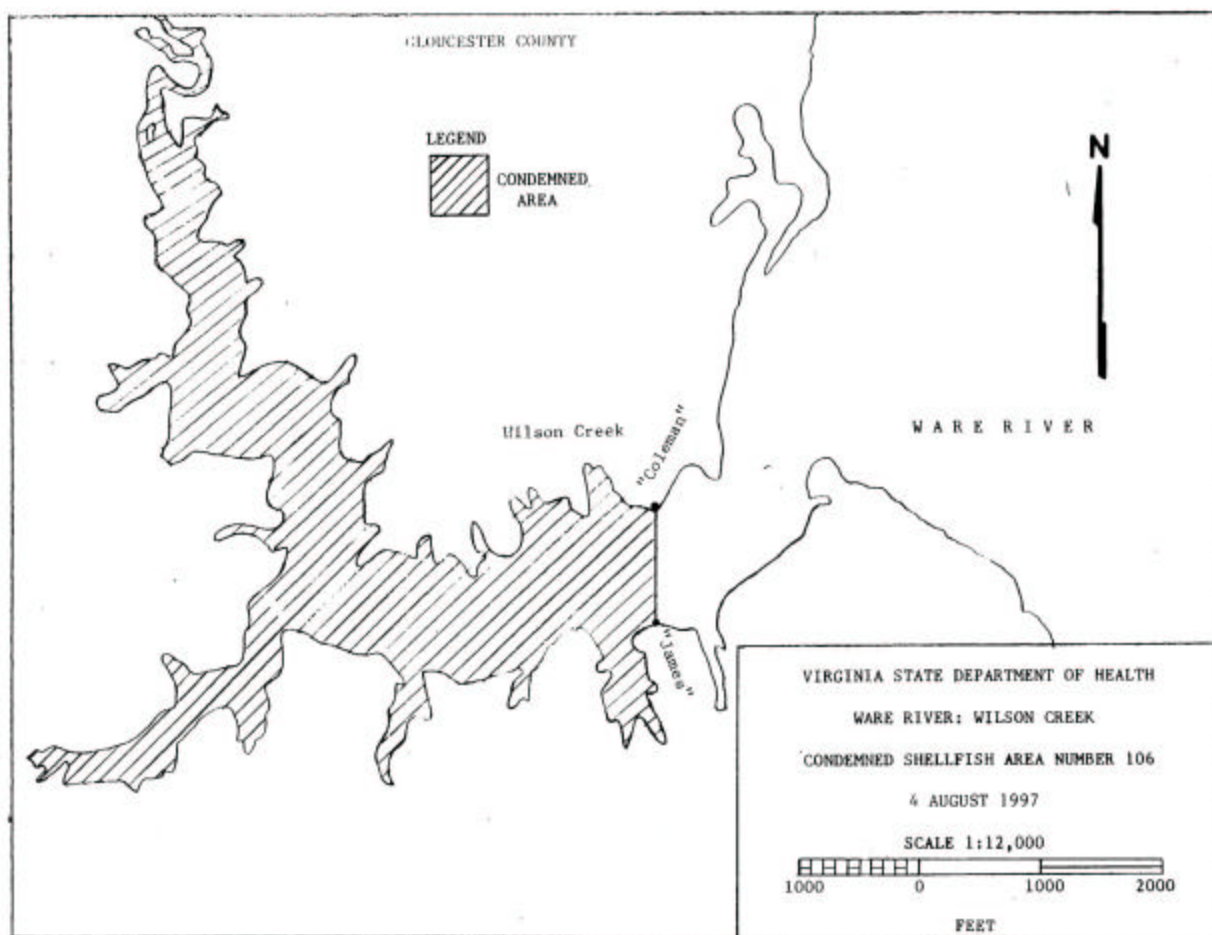 GLOUCESTER COUNTY
LEGEND
CONDEMNED
AREA
N
Wilson Creek
"Coleman"
WARE RIVER
"James"
VIRGINIA STATE DEPARTMENT OF HEALTH
WARE RIVER: WILSON CREEK
CONDEMNED SHELLFISH AREA NUMBER 106
4 AUGUST 1997
SCALE 1:12,000
1000 0 1000 2000
FEET